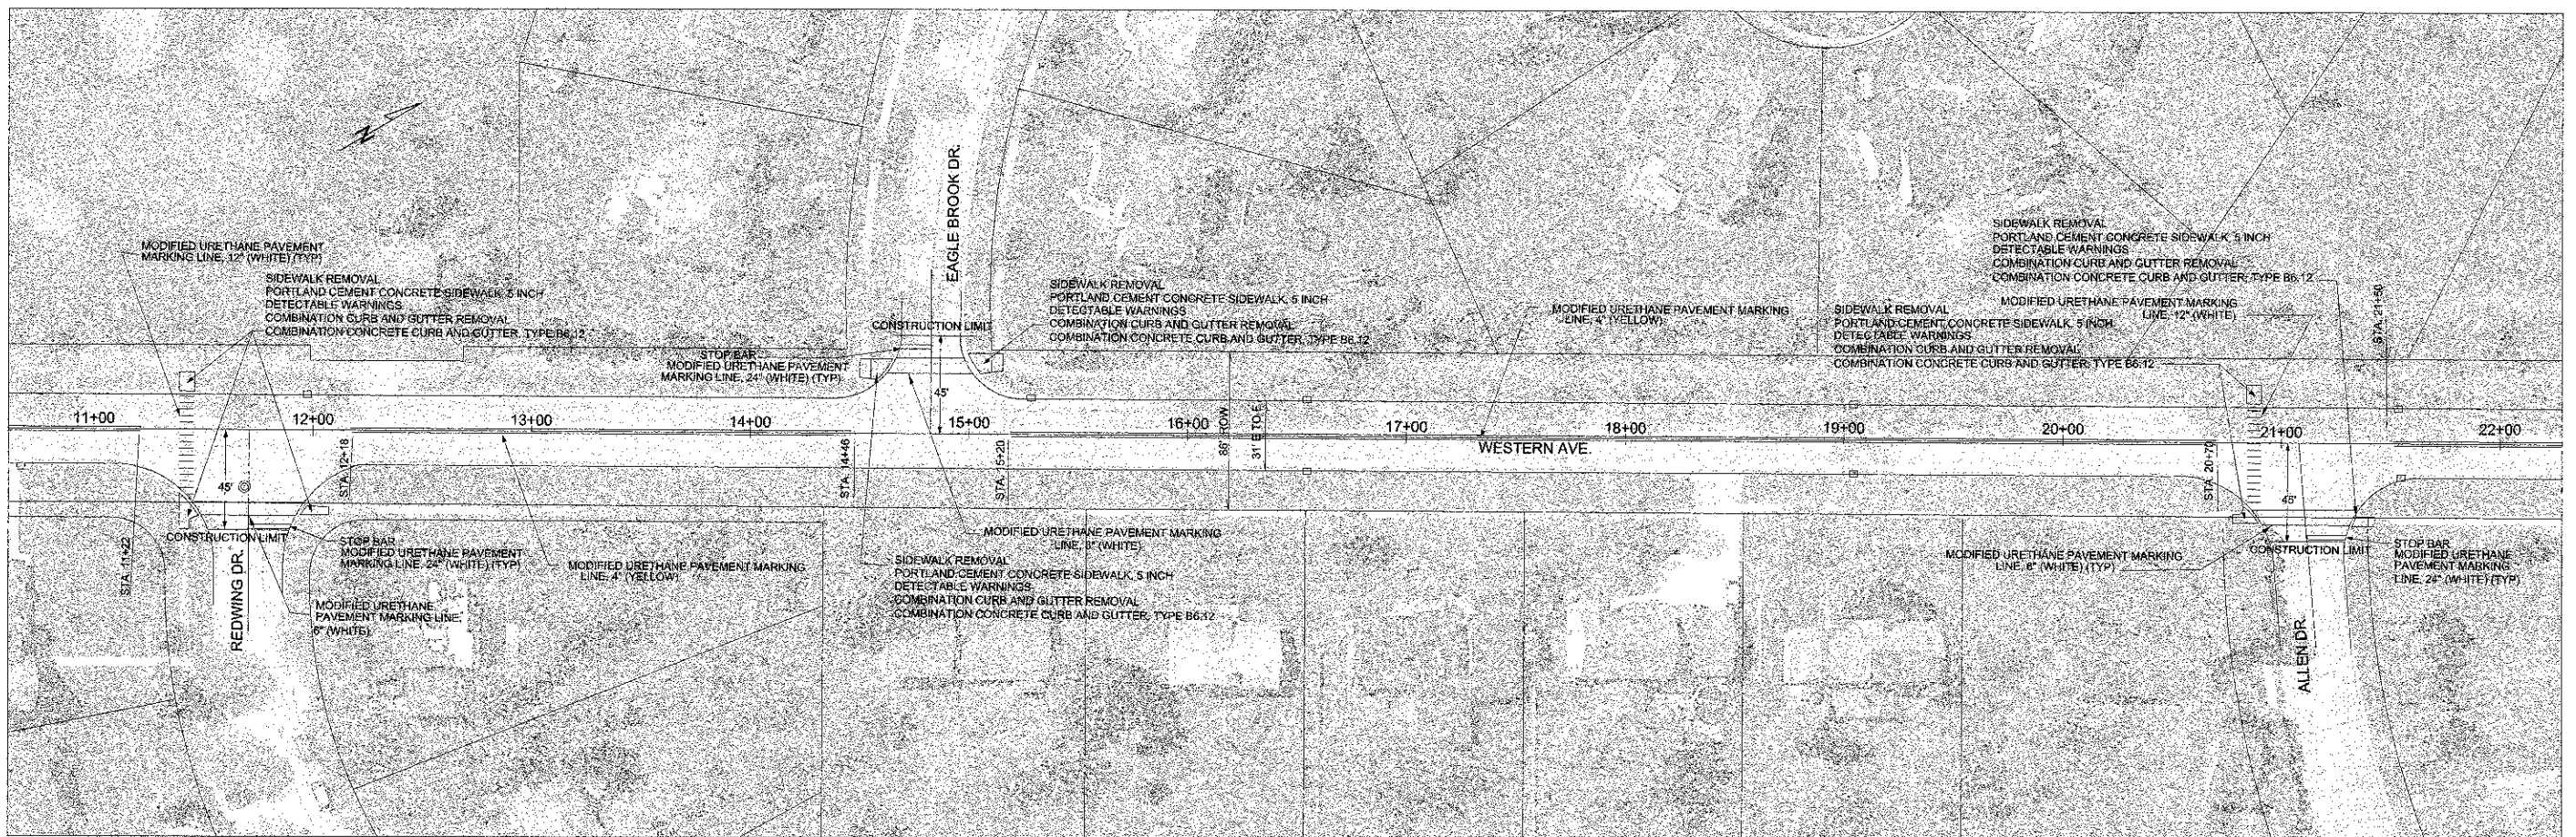 N
EAGLE BROOK DR.
MODIFIED URETHANE PAVEMENT
MARKING LINE, 12" (WHITE) (TYP)
SIDEWALK REMOVAL
PORTLAND CEMENT CONCRETE SIDEWALK, 5 INCH
DETECTABLE WARNINGS
COMBINATION CURB AND GUTTER REMOVAL
COMBINATION CONCRETE CURB AND GUTTER, TYPE B6.12
CONSTRUCTION LIMIT
STOP BAR
MODIFIED URETHANE PAVEMENT
MARKING LINE, 24" (WHITE) (TYP)
SIDEWALK REMOVAL
PORTLAND CEMENT CONCRETE SIDEWALK, 5 INCH
DETECTABLE WARNINGS
COMBINATION CURB AND GUTTER REMOVAL
COMBINATION CONCRETE CURB AND GUTTER, TYPE B6.12
MODIFIED URETHANE PAVEMENT MARKING
LINE, 4" (YELLOW)
SIDEWALK REMOVAL
PORTLAND CEMENT CONCRETE SIDEWALK, 5 INCH
DETECTABLE WARNINGS
COMBINATION CURB AND GUTTER REMOVAL
COMBINATION CONCRETE CURB AND GUTTER, TYPE B6.12
SIDEWALK REMOVAL
PORTLAND CEMENT CONCRETE SIDEWALK, 5 INCH
DETECTABLE WARNINGS
COMBINATION CURB AND GUTTER REMOVAL
COMBINATION CONCRETE CURB AND GUTTER, TYPE B6.12
MODIFIED URETHANE PAVEMENT MARKING
LINE, 12" (WHITE)
STA. 21+50
11+00
12+00
13+00
14+00
15+00
16+00
17+00
18+00
19+00
20+00
21+00
22+00
45'
45'
45'
WESTERN AVE.
86' ROW
31' E TO E
STA. 11+22
STA. 12+18
STA. 14+46
STA. 15+20
STA. 20+70
CONSTRUCTION LIMIT
REDWING DR.
STOP BAR
MODIFIED URETHANE PAVEMENT
MARKING LINE, 24" (WHITE) (TYP)
MODIFIED URETHANE
PAVEMENT MARKING LINE,
6" (WHITE)
MODIFIED URETHANE PAVEMENT MARKING
LINE, 4" (YELLOW)
MODIFIED URETHANE PAVEMENT MARKING
LINE, 6" (WHITE)
SIDEWALK REMOVAL
PORTLAND CEMENT CONCRETE SIDEWALK, 5 INCH
DETECTABLE WARNINGS
COMBINATION CURB AND GUTTER REMOVAL
COMBINATION CONCRETE CURB AND GUTTER, TYPE B6.12
MODIFIED URETHANE PAVEMENT MARKING
LINE, 6" (WHITE) (TYP)
CONSTRUCTION LIMIT
STOP BAR
MODIFIED URETHANE
PAVEMENT MARKING
LINE, 24" (WHITE) (TYP)
ALLEN DR.